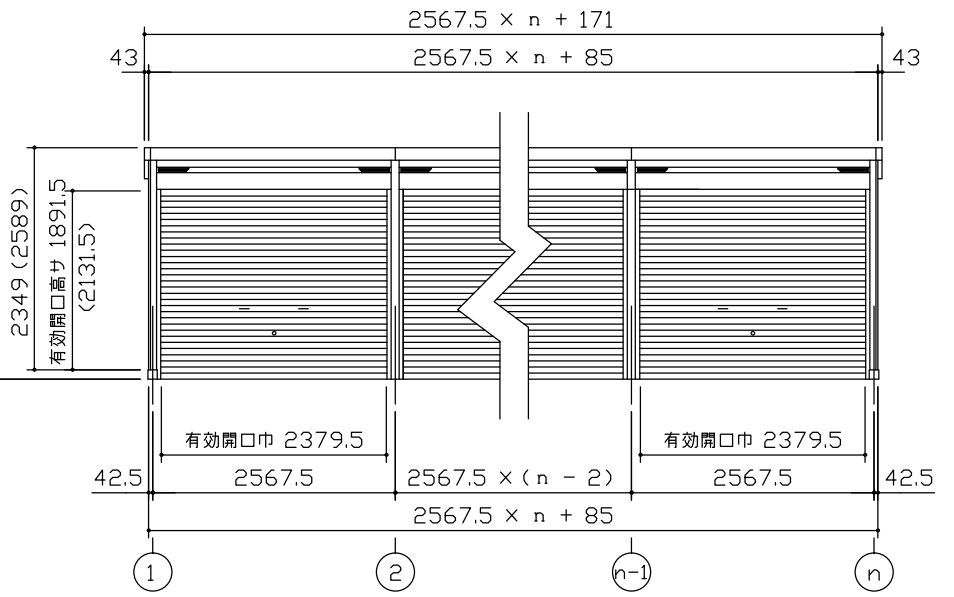 2567.5 × n + 171
43
2567.5 × n + 85
43
2349 (2589)
有効開口高サ 1891.5
(2131.5)
有効開口巾 2379.5
有効開口巾 2379.5
42.5
2567.5
2567.5 × (n - 2)
2567.5
42.5
2567.5 × n + 85
1
2
n-1
n